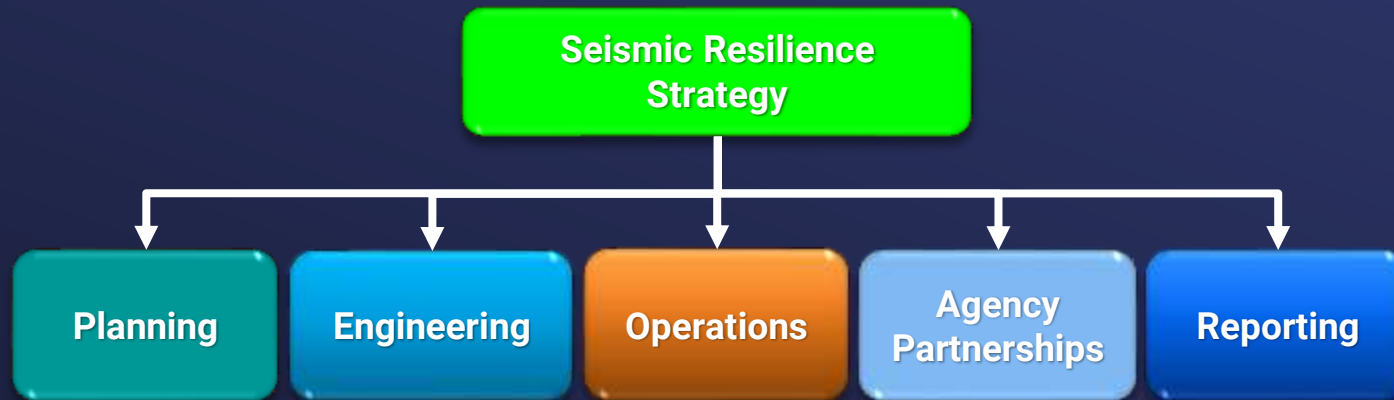 Seismic Resilience
Strategy
Planning
Engineering
Operations
Agency
Partnerships
Reporting